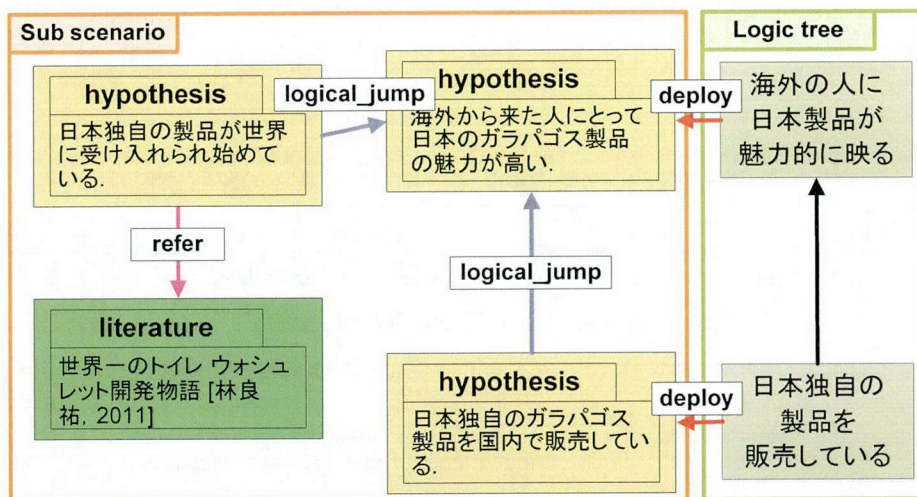 Sub scenario
hypothesis
日本独自の製品が世界
に受け入れられ始めて
いる.
logical_jump
hypothesis
海外から来た人にとって
日本のガラパゴス製品
の魅力が高い.
refer
literature
世界一のトイレ ウォシュ
レット開発物語 [林良
祐, 2011]
logical_jump
hypothesis
日本独自のガラパゴス
製品を国内で販売してい
る.
Logic tree
deploy
海外の人に
日本製品が
魅力的に映る
deploy
日本独自の
製品を
販売している